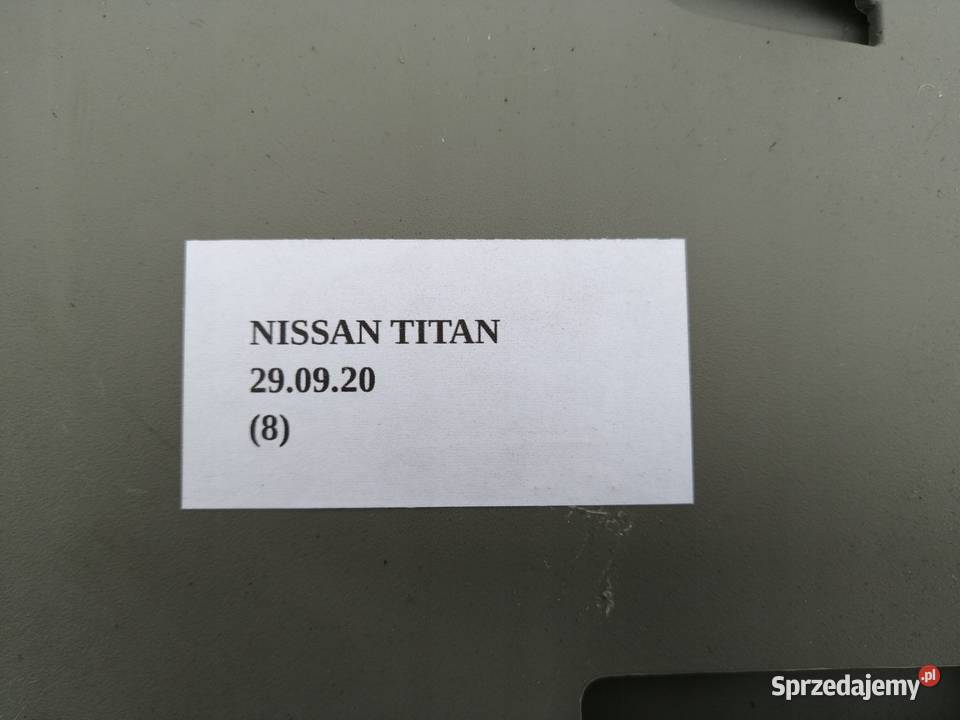 NISSAN TITAN
29.09.20
(8)
Sprzedajemy.pl